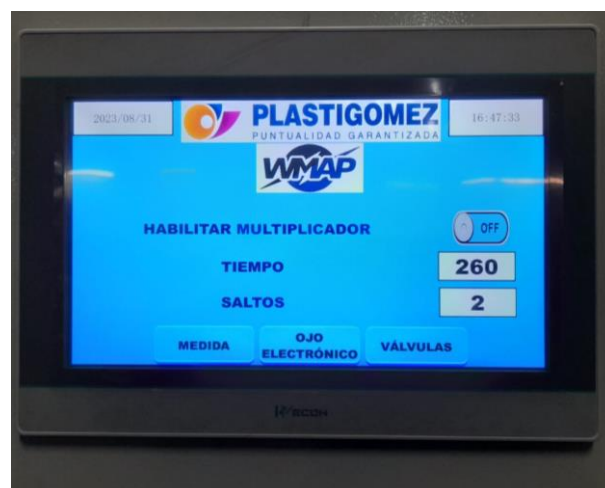 2023/08/31
PLASTIGOMEZ
16:47:33
PUNTUALIDAD GARANTIZADA
WMAP
HABILITAR MULTIPLICADOR
OFF
TIEMPO
260
SALTOS
2
MEDIDA
OJO
ELECTRÓNICO
VÁLVULAS
WECON